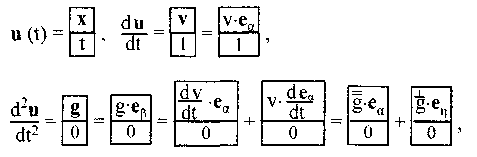 u (t) = [x / t] , du/dt = [v / 1] = [v·e_α / 1] ,
d²u/dt² = [g / 0] = [g·e_β / 0] = [dv/dt ·e_α / 0] + [v· de_α/dt / 0] = [g̿·e_α / 0] + [g̟·e_η / 0] ,